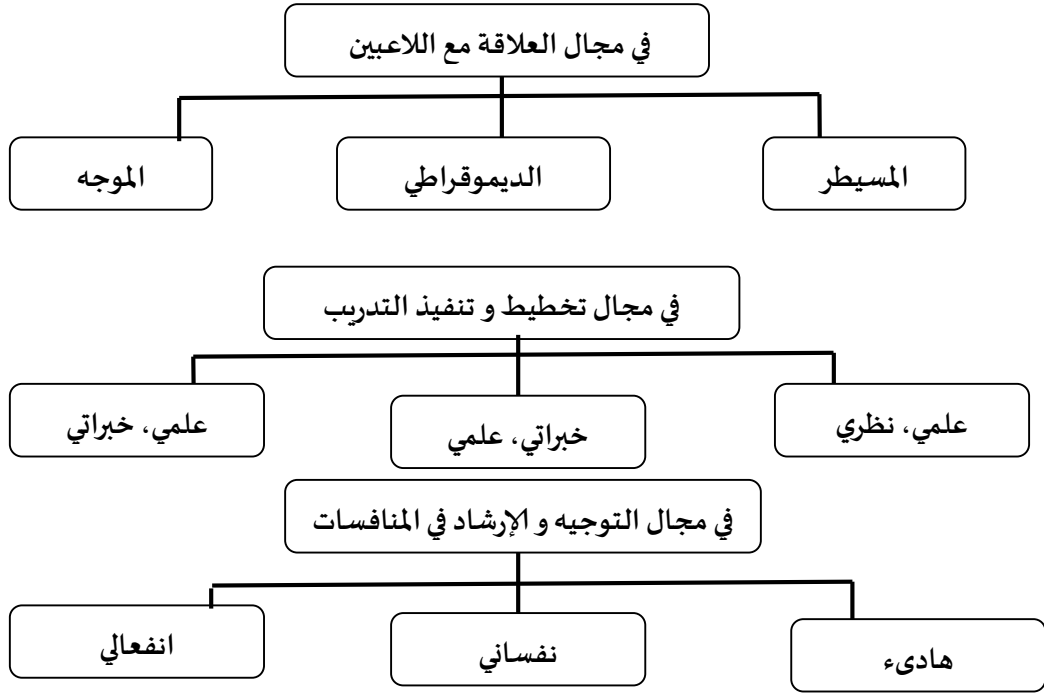 في مجال العلاقة مع اللاعبين
المسيطر
الديموقراطي
الموجه
في مجال تخطيط و تنفيذ التدريب
علمي، نظري
خبراتي، علمي
علمي، خبراتي
في مجال التوجيه و الإرشاد في المنافسات
هادىء
نفساني
انفعالي